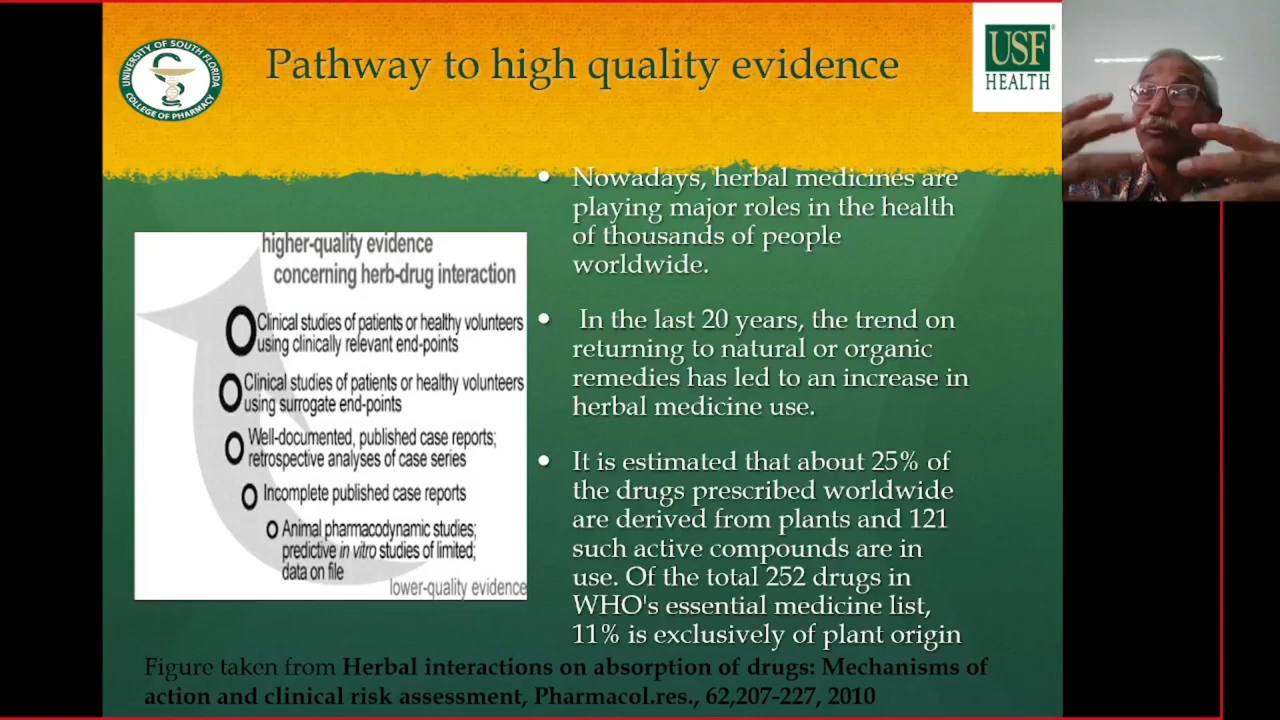 UNIVERSITY OF SOUTH FLORIDA
COLLEGE OF PHARMACY
Pathway to high quality evidence
USF
HEALTH
higher-quality evidence
concerning herb-drug interaction
Clinical studies of patients or healthy volunteers
using clinically relevant end-points
Clinical studies of patients or healthy volunteers
using surrogate end-points
Well-documented, published case reports;
retrospective analyses of case series
Incomplete published case reports
Animal pharmacodynamic studies;
predictive in vitro studies of limited;
data on file
lower-quality evidence
• Nowadays, herbal medicines are
playing major roles in the health
of thousands of people
worldwide.
• In the last 20 years, the trend on
returning to natural or organic
remedies has led to an increase in
herbal medicine use.
• It is estimated that about 25% of
the drugs prescribed worldwide
are derived from plants and 121
such active compounds are in
use. Of the total 252 drugs in
WHO's essential medicine list,
11% is exclusively of plant origin
Figure taken from Herbal interactions on absorption of drugs: Mechanisms of
action and clinical risk assessment, Pharmacol.res., 62,207-227, 2010